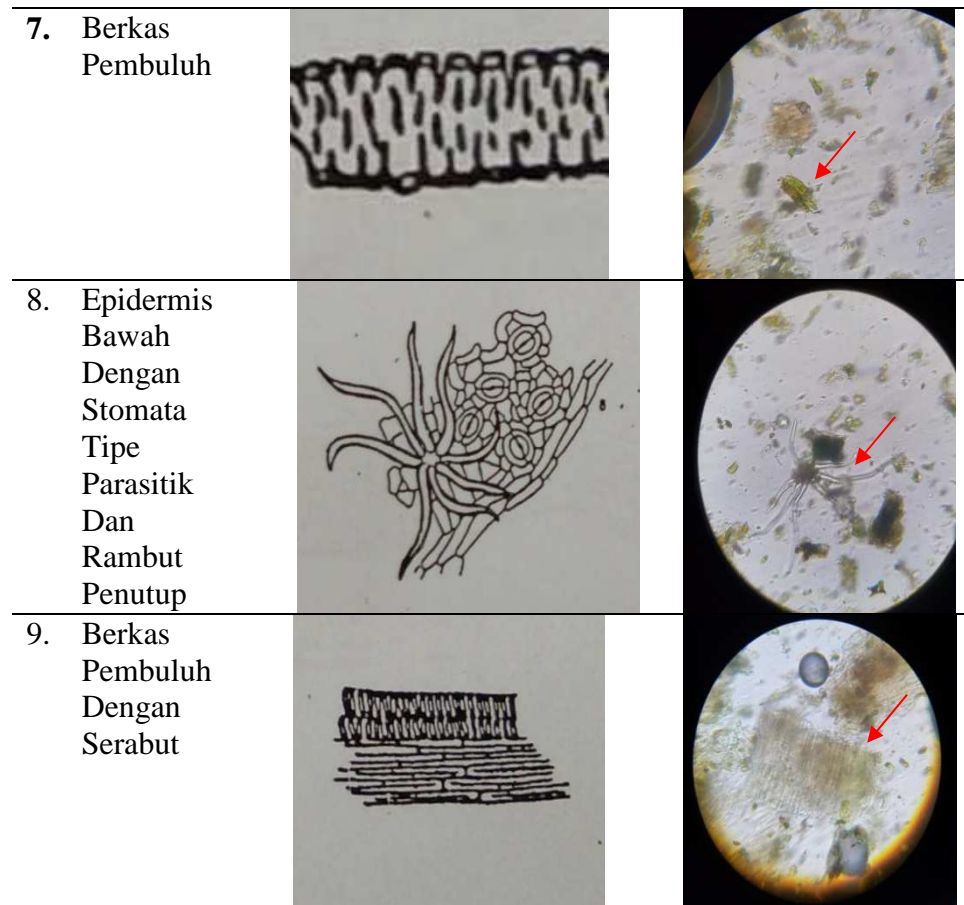 7. Berkas
Pembuluh
8. Epidermis
Bawah
Dengan
Stomata
Tipe
Parasitik
Dan
Rambut
Penutup
9. Berkas
Pembuluh
Dengan
Serabut